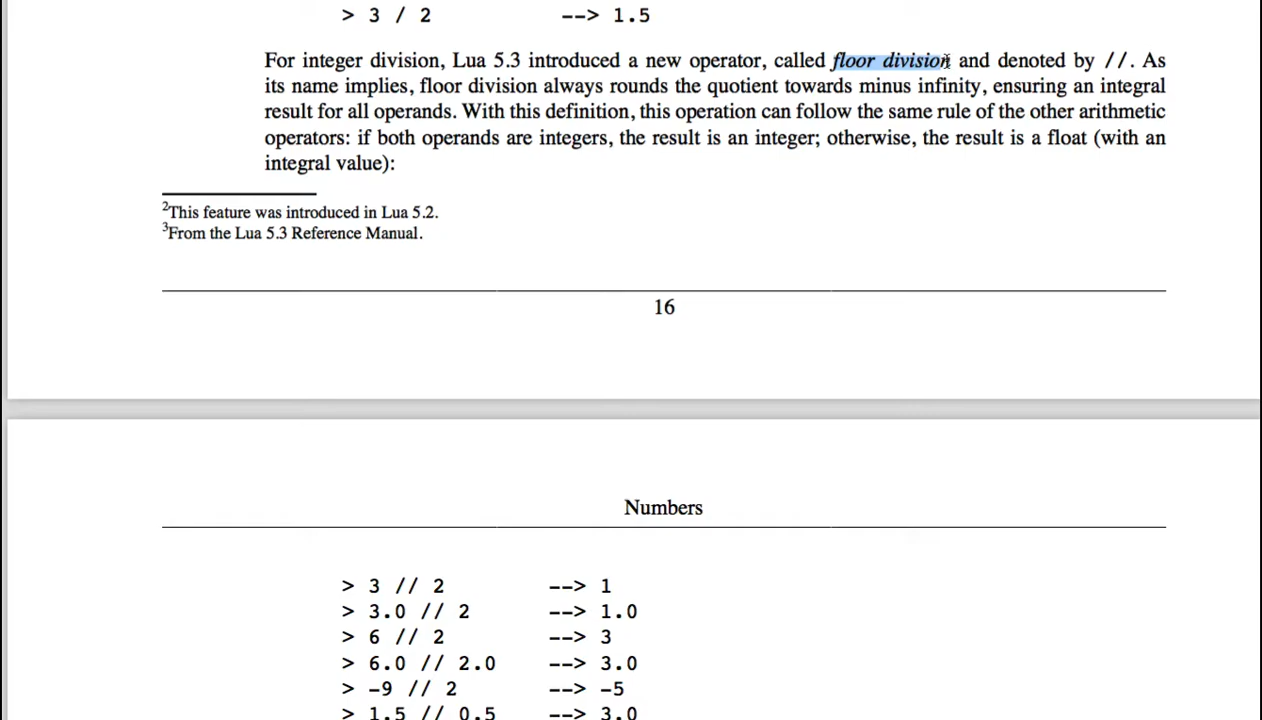 > 3 / 2 --> 1.5
For integer division, Lua 5.3 introduced a new operator, called floor division and denoted by //. As
its name implies, floor division always rounds the quotient towards minus infinity, ensuring an integral
result for all operands. With this definition, this operation can follow the same rule of the other arithmetic
operators: if both operands are integers, the result is an integer; otherwise, the result is a float (with an
integral value):
2This feature was introduced in Lua 5.2.
3From the Lua 5.3 Reference Manual.
16
Numbers
> 3 // 2 --> 1
> 3.0 // 2 --> 1.0
> 6 // 2 --> 3
> 6.0 // 2.0 --> 3.0
> -9 // 2 --> -5
> 1.5 // 0.5 --> 3.0